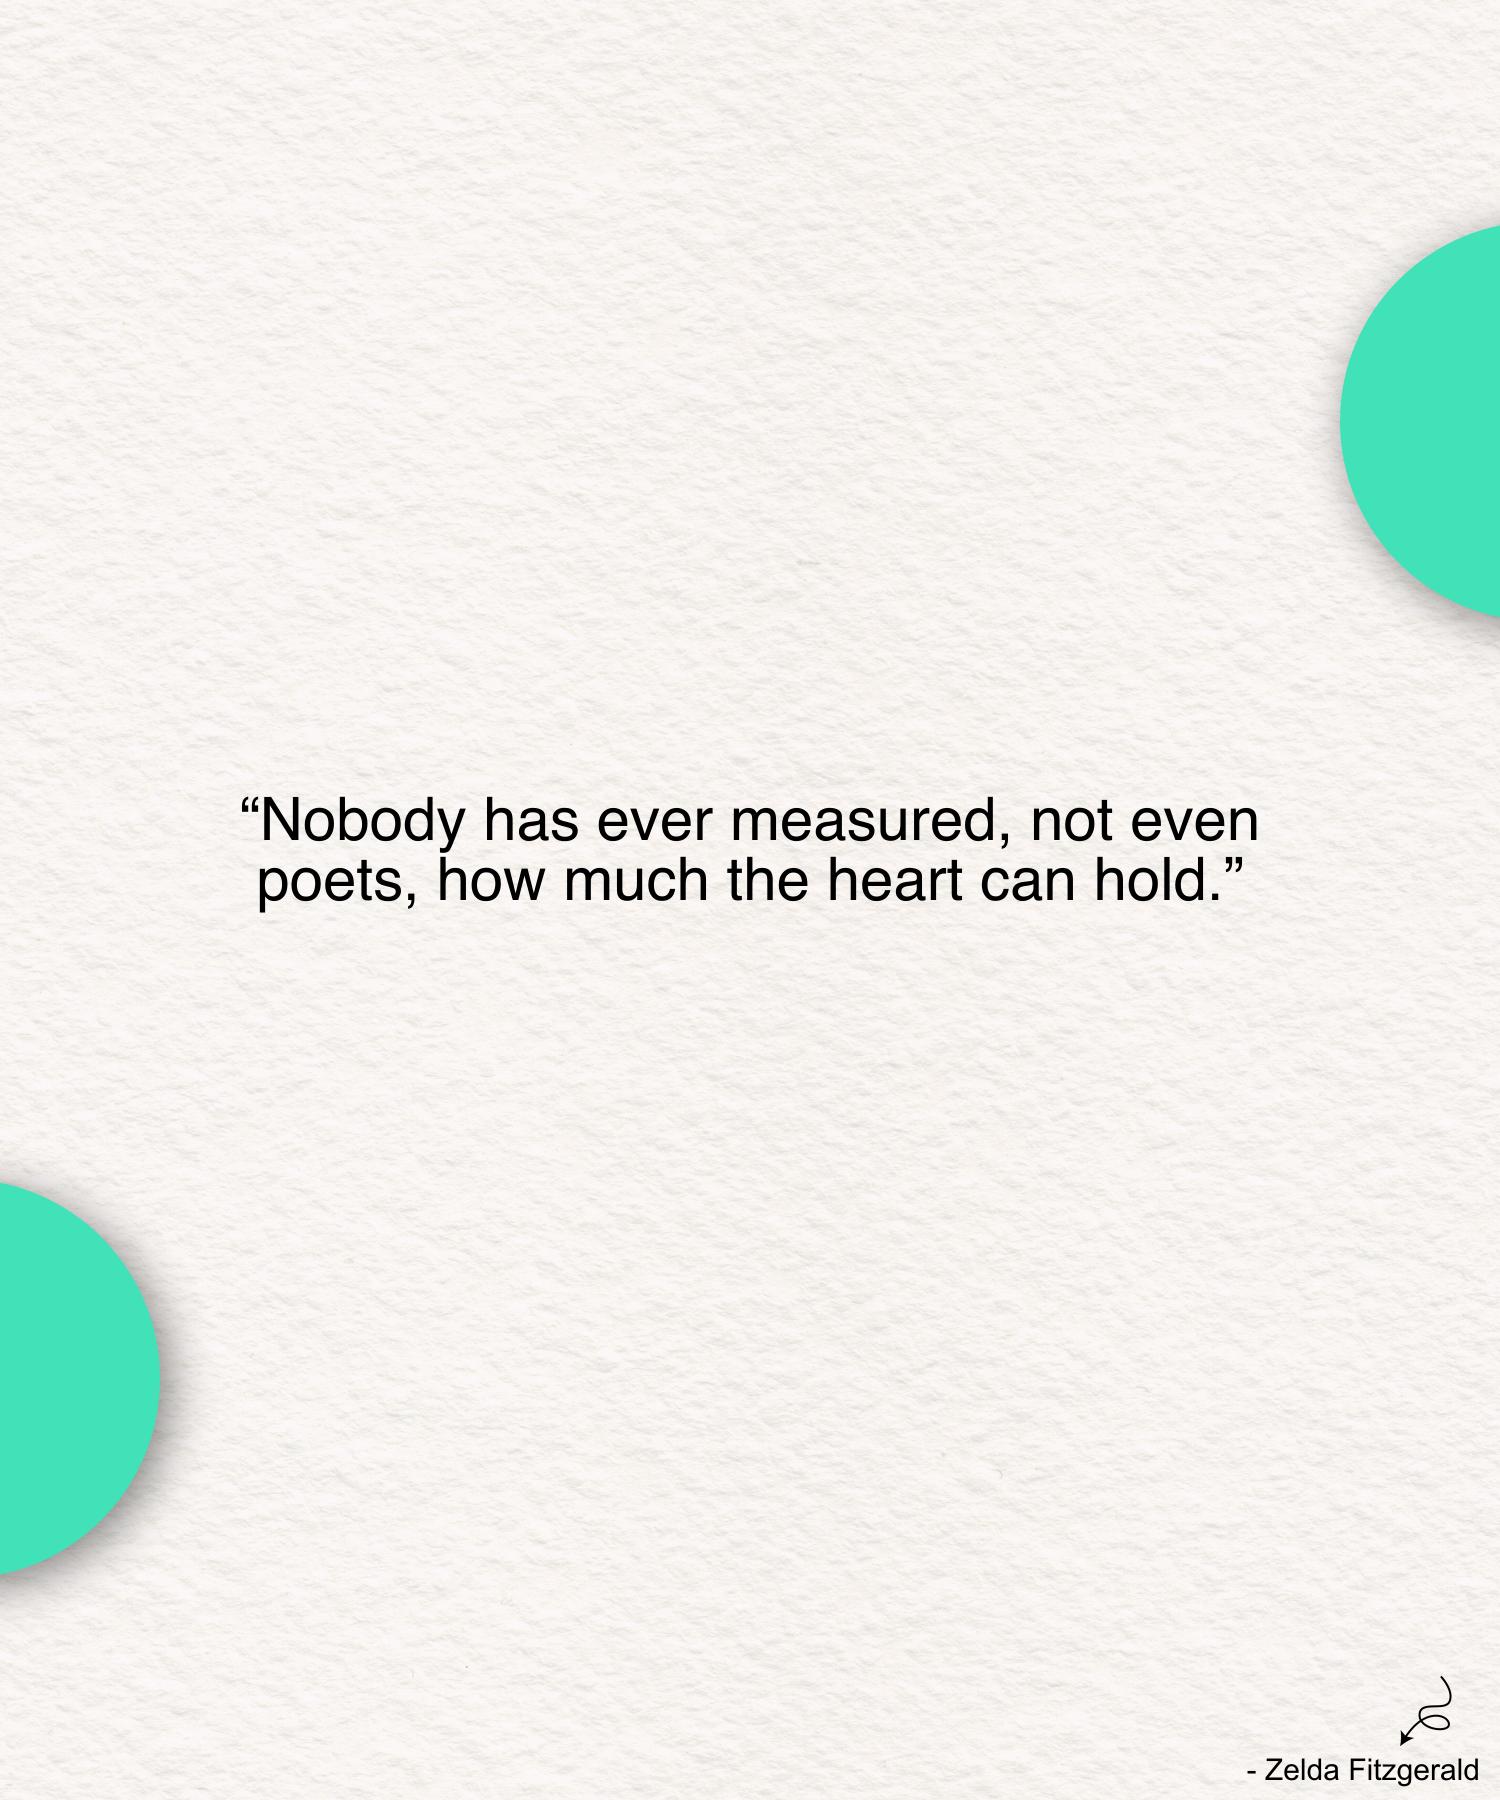 “Nobody has ever measured, not even
poets, how much the heart can hold.”
- Zelda Fitzgerald